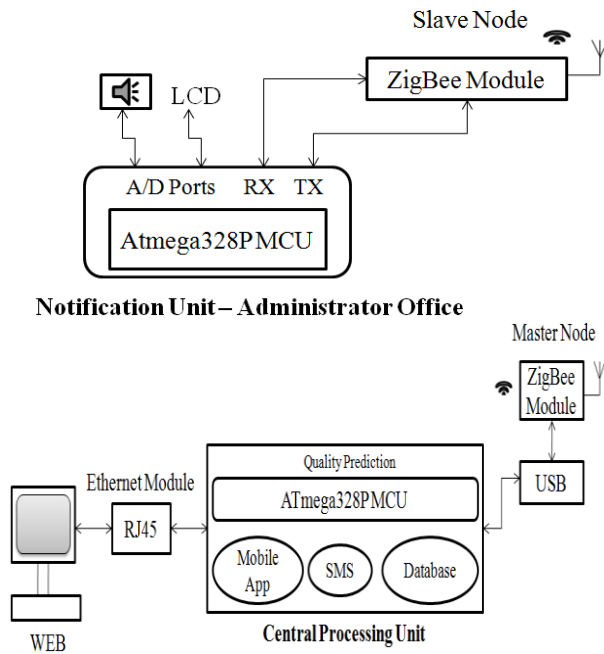 Slave Node
ZigBee Module
LCD
A/D Ports RX TX
Atmega328PMCU
Notification Unit – Administrator Office
Master Node
ZigBee
Module
USB
Quality Prediction
ATmega328PMCU
Ethernet Module
RJ45
Mobile
App
SMS
Database
WEB
Central Processing Unit